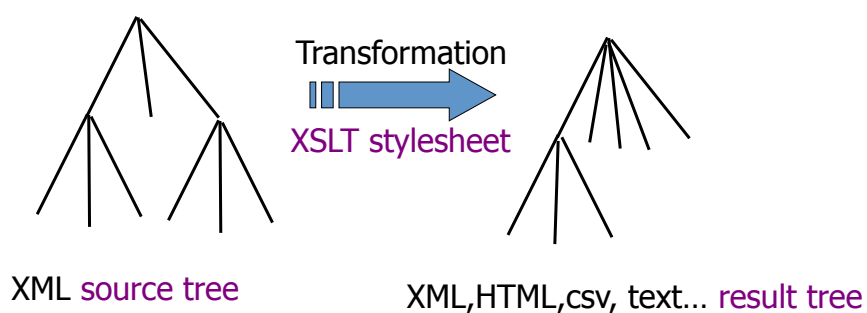 Transformation
XSLT stylesheet
XML source tree
XML,HTML,csv, text... result tree